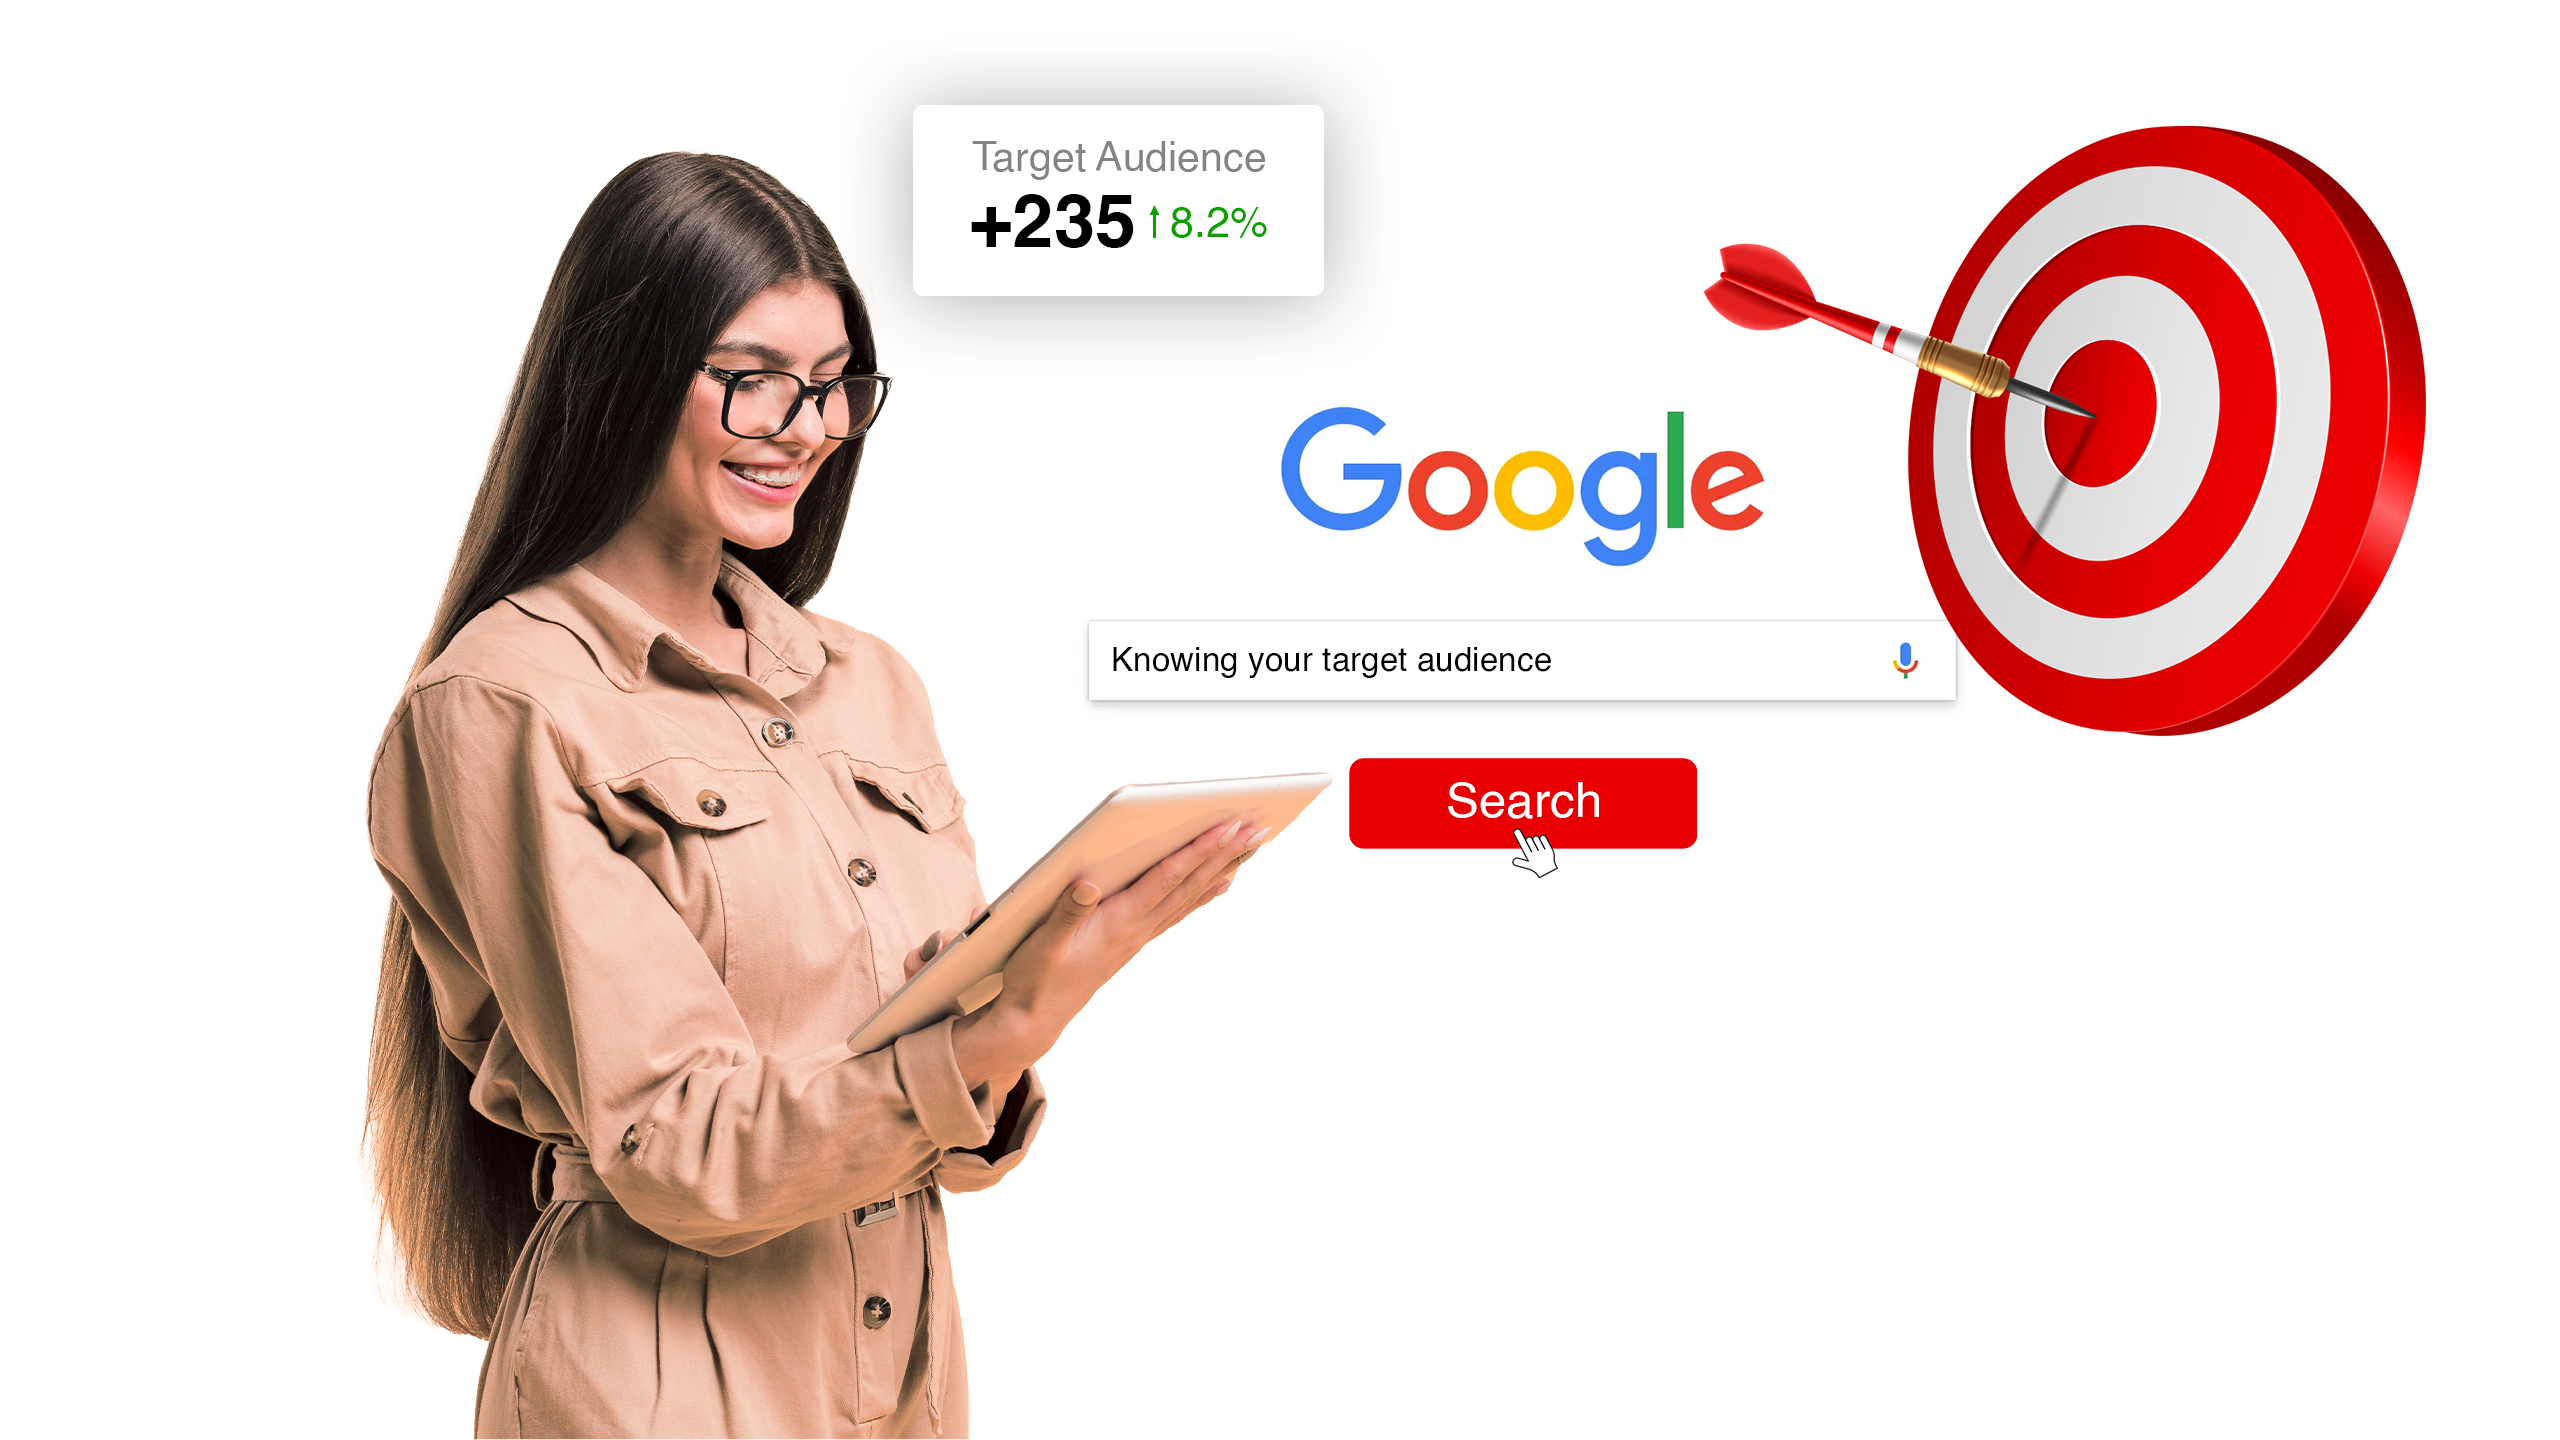 Target Audience
+235 ↑ 8.2%
Google
Knowing your target audience
Search